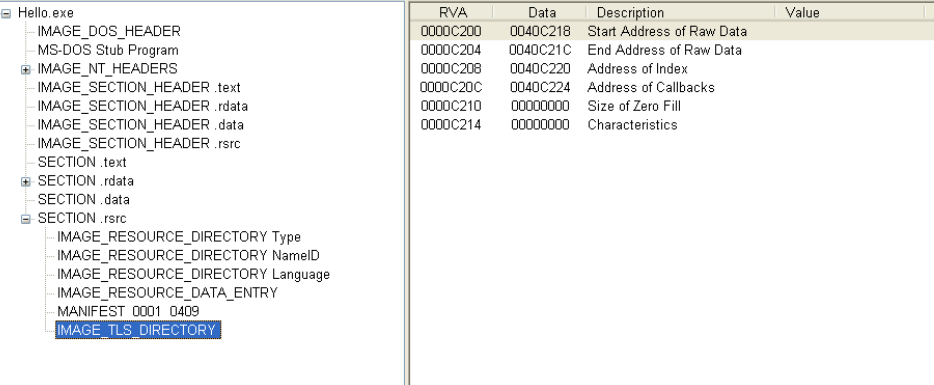 Hello.exe
IMAGE_DOS_HEADER
MS-DOS Stub Program
IMAGE_NT_HEADERS
IMAGE_SECTION_HEADER .text
IMAGE_SECTION_HEADER .rdata
IMAGE_SECTION_HEADER .data
IMAGE_SECTION_HEADER .rsrc
SECTION .text
SECTION .rdata
SECTION .data
SECTION .rsrc
IMAGE_RESOURCE_DIRECTORY Type
IMAGE_RESOURCE_DIRECTORY NameID
IMAGE_RESOURCE_DIRECTORY Language
IMAGE_RESOURCE_DATA_ENTRY
MANIFEST 0001 0409
IMAGE_TLS_DIRECTORY
RVA Data Description Value
0000C200 0040C218 Start Address of Raw Data
0000C204 0040C21C End Address of Raw Data
0000C208 0040C220 Address of Index
0000C20C 0040C224 Address of Callbacks
0000C210 00000000 Size of Zero Fill
0000C214 00000000 Characteristics